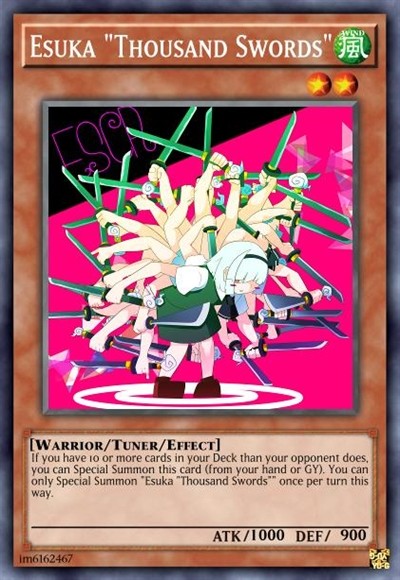 Esuka "Thousand Swords"
WIND
風
ESCA
[Warrior/Tuner/Effect]
If you have 10 or more cards in your Deck than your opponent does,
you can Special Summon this card (from your hand or GY). You can
only Special Summon "Esuka "Thousand Swords"" once per turn this
way.
ATK/1000 DEF/ 900
im6162467